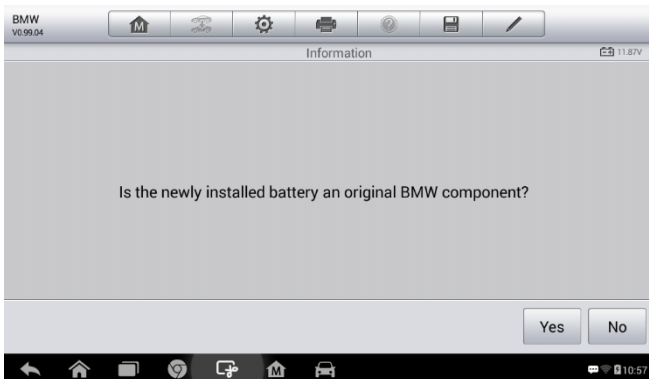 BMW
V0.99.04
Information
11.87V
Is the newly installed battery an original BMW component?
Yes
No
10:57